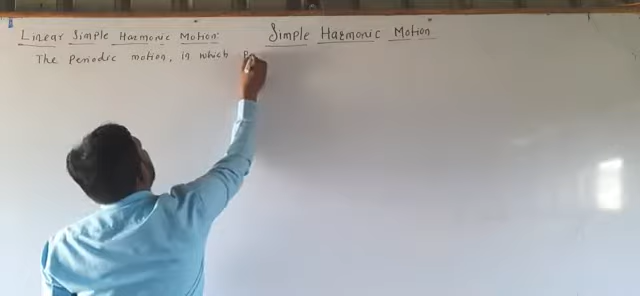 Simple Harmonic Motion
Linear Simple Harmonic Motion:
The Periodic motion, in which